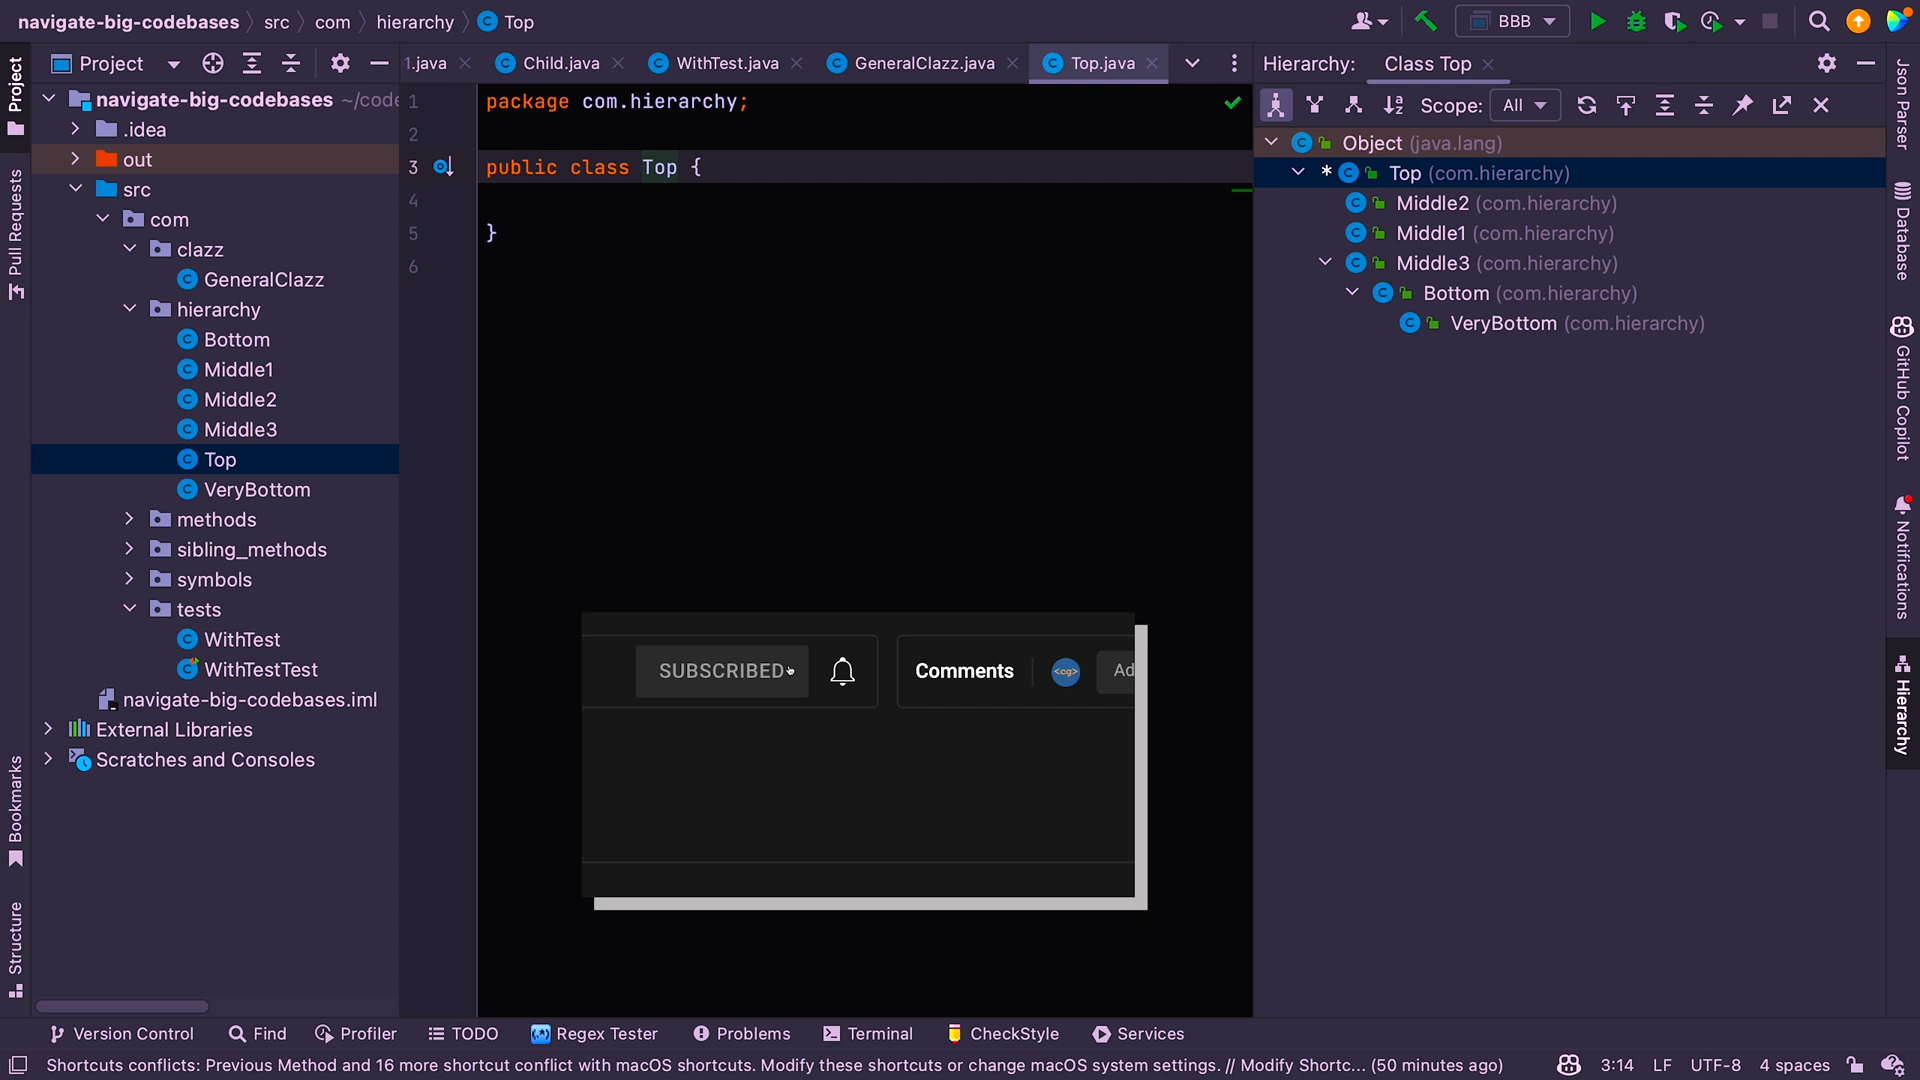 navigate-big-codebases src com hierarchy Top
BBB
Project
1.java Child.java WithTest.java GeneralClazz.java Top.java
Hierarchy: Class Top
Scope: All
navigate-big-codebases ~/code
.idea
out
src
com
clazz
GeneralClazz
hierarchy
Bottom
Middle1
Middle2
Middle3
Top
VeryBottom
methods
sibling_methods
symbols
tests
WithTest
WithTestTest
navigate-big-codebases.iml
External Libraries
Scratches and Consoles
1 package com.hierarchy;
2
3 public class Top {
4
5 }
6
Object (java.lang)
* Top (com.hierarchy)
Middle2 (com.hierarchy)
Middle1 (com.hierarchy)
Middle3 (com.hierarchy)
Bottom (com.hierarchy)
VeryBottom (com.hierarchy)
SUBSCRIBED
Comments <cg> Ad
Project
Pull Requests
Bookmarks
Structure
Json Parser
Database
GitHub Copilot
Notifications
Hierarchy
Version Control Find Profiler TODO Regex Tester Problems Terminal CheckStyle Services
Shortcuts conflicts: Previous Method and 16 more shortcut conflict with macOS shortcuts. Modify these shortcuts or change macOS system settings. // Modify Shortc... (50 minutes ago) 3:14 LF UTF-8 4 spaces